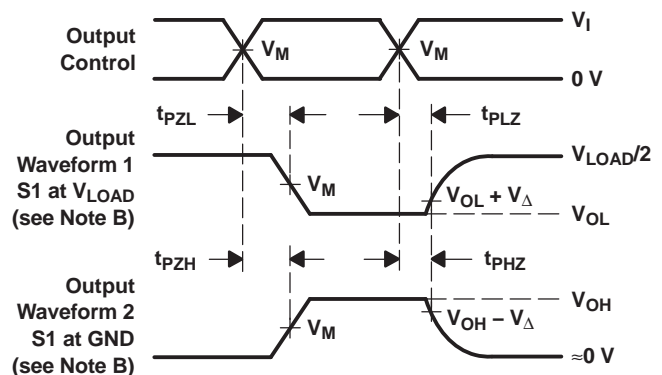 Output
Control
V_M
V_M
V_I
0 V
t_PZL
t_PLZ
Output
Waveform 1
S1 at V_LOAD
(see Note B)
V_M
V_LOAD/2
V_OL + V_Δ
V_OL
t_PZH
t_PHZ
Output
Waveform 2
S1 at GND
(see Note B)
V_M
V_OH
V_OH – V_Δ
≈0 V